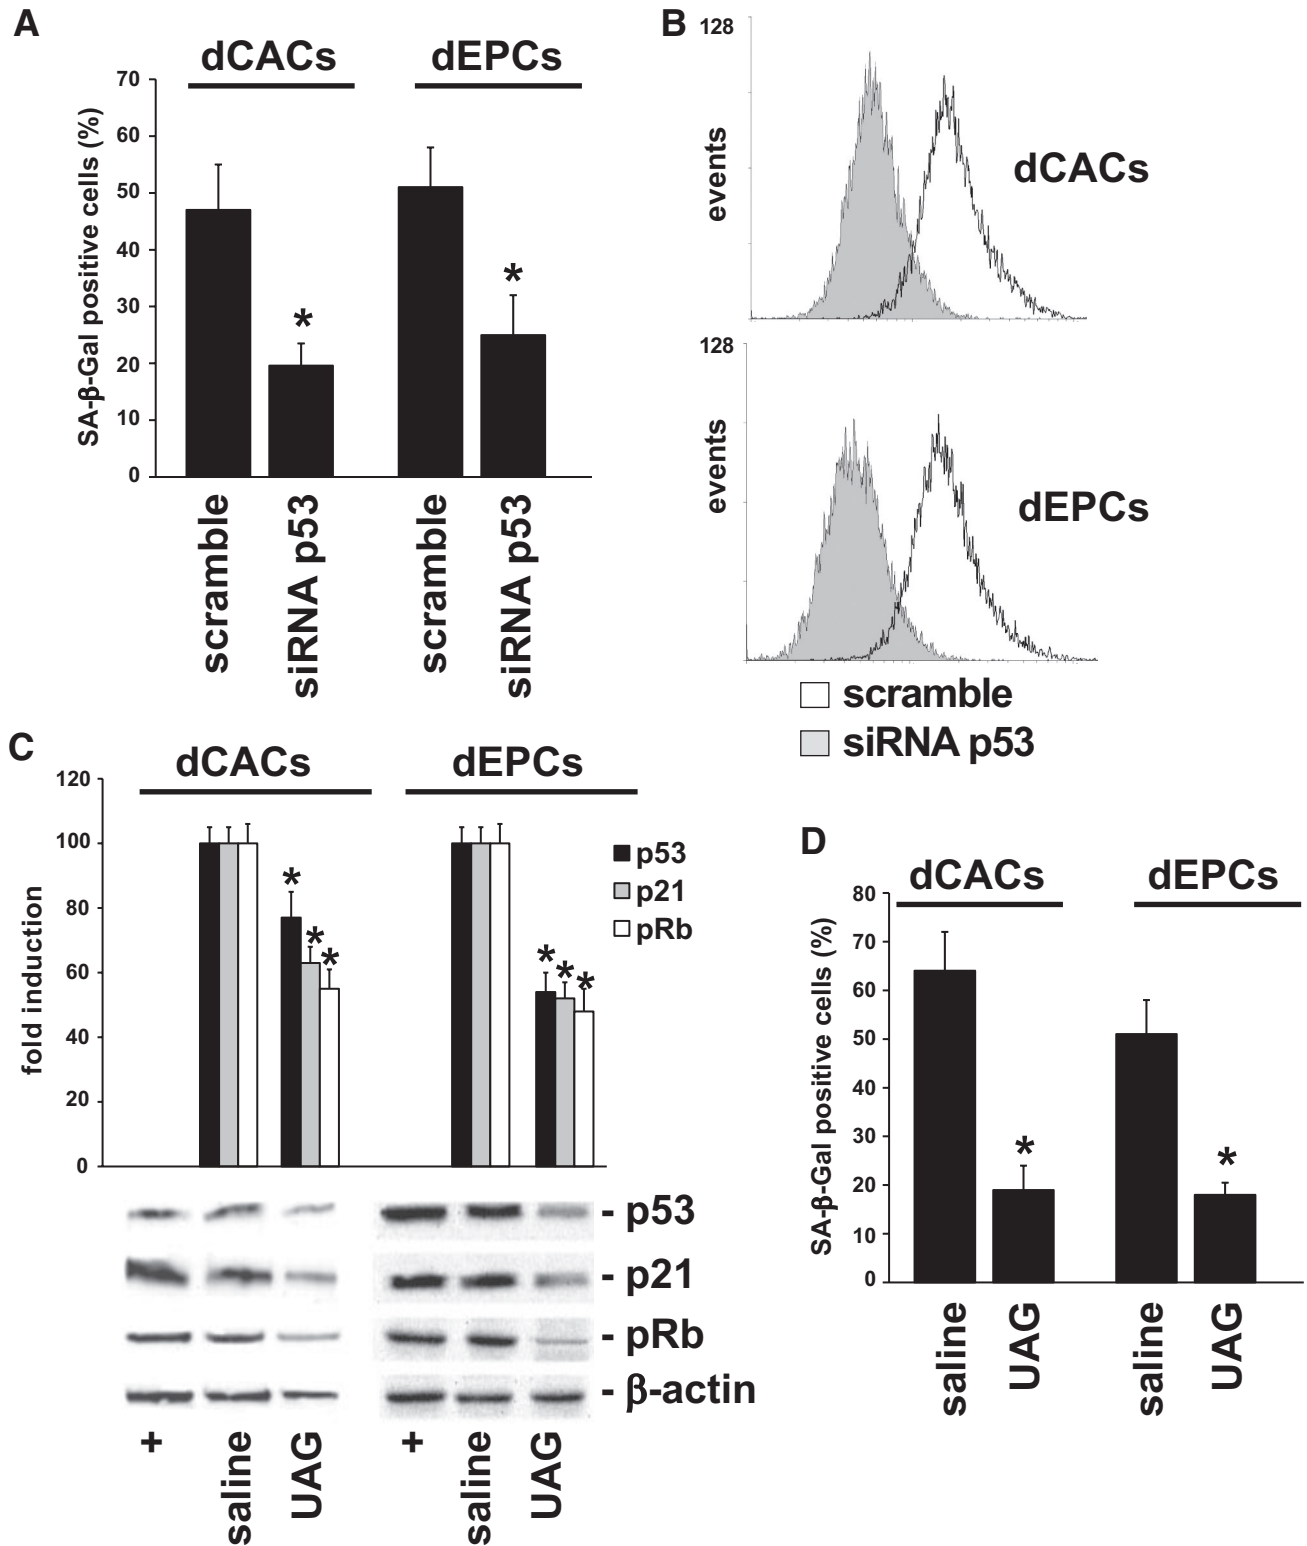 A
dCACs
dEPCs
SA-β-Gal positive cells (%)
70
60
50
40
30
20
10
0
*
*
scramble
siRNA p53
scramble
siRNA p53
B
128
events
dCACs
128
events
dEPCs
scramble
siRNA p53
C
dCACs
dEPCs
fold induction
120
100
80
60
40
20
0
* * *
* * *
p53
p21
pRb
- p53
- p21
- pRb
- β-actin
+
saline
UAG
+
saline
UAG
D
dCACs
dEPCs
SA-β-Gal positive cells (%)
80
70
60
50
40
30
20
10
0
*
*
saline
UAG
saline
UAG